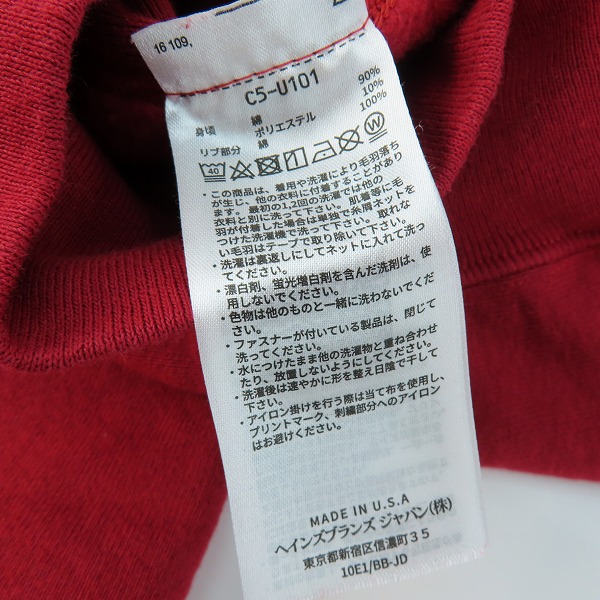 16 109,
C5-U101
身頃 綿 90%
ポリエステル 10%
リブ部分 綿 100%
40
・この商品は、着用や洗濯により毛羽落ち
が生じ、他の衣料に付着することがあり
ます。最初の1,2回の洗濯では他の
衣料と別に洗って下さい。肌着等に毛
羽が付着した場合は単独で糸屑ネットを
つけた洗濯機で洗って下さい。取れな
い毛羽はテープで取り除いて下さい。
・洗濯は裏返しにしてネットに入れて洗っ
てください。
・漂白剤、蛍光増白剤を含んだ洗剤は、使
用しないでください。
・色物は他のものと一緒に洗わないでくだ
さい。
・ファスナーが付いている製品は、閉じて
洗ってください。
・水につけたまま他の洗濯物と重ね合わせ
たり、放置しないようにしてください。
・洗濯後は速やかに形を整え日陰で干して
下さい。
・アイロン掛けを行う際は当て布を使用し、
プリントマーク、刺繍部分へのアイロン
はお避けください。
MADE IN U.S.A
ヘインズブランズ ジャパン(株)
東京都新宿区信濃町35
10E1/BB-JD